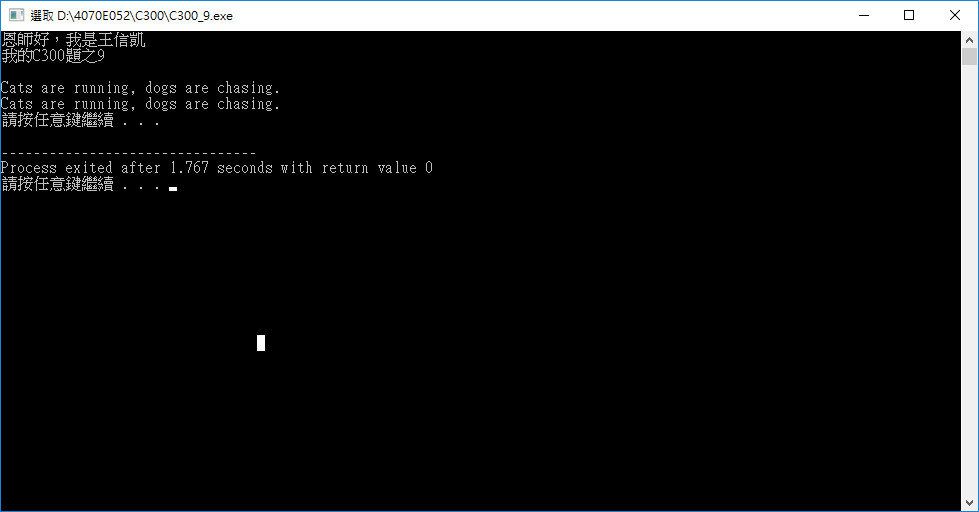 選取 D:\4070E052\C300\C300_9.exe
恩師好，我是王信凱
我的C300題之9
Cats are running, dogs are chasing.
Cats are running, dogs are chasing.
請按任意鍵繼續 . . .
--------------------------------
Process exited after 1.767 seconds with return value 0
請按任意鍵繼續 . . .